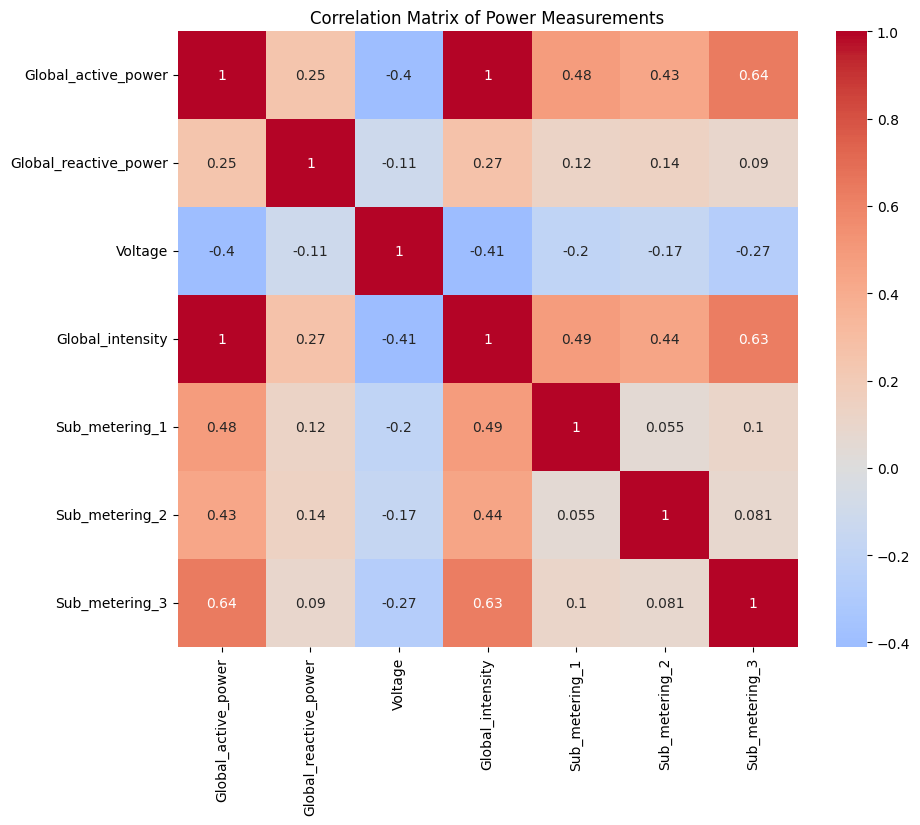 Correlation Matrix of Power Measurements
Global_active_power 1 0.25 -0.4 1 0.48 0.43 0.64
Global_reactive_power 0.25 1 -0.11 0.27 0.12 0.14 0.09
Voltage -0.4 -0.11 1 -0.41 -0.2 -0.17 -0.27
Global_intensity 1 0.27 -0.41 1 0.49 0.44 0.63
Sub_metering_1 0.48 0.12 -0.2 0.49 1 0.055 0.1
Sub_metering_2 0.43 0.14 -0.17 0.44 0.055 1 0.081
Sub_metering_3 0.64 0.09 -0.27 0.63 0.1 0.081 1
Global_active_power
Global_reactive_power
Voltage
Global_intensity
Sub_metering_1
Sub_metering_2
Sub_metering_3
1.0
0.8
0.6
0.4
0.2
0.0
−0.2
−0.4